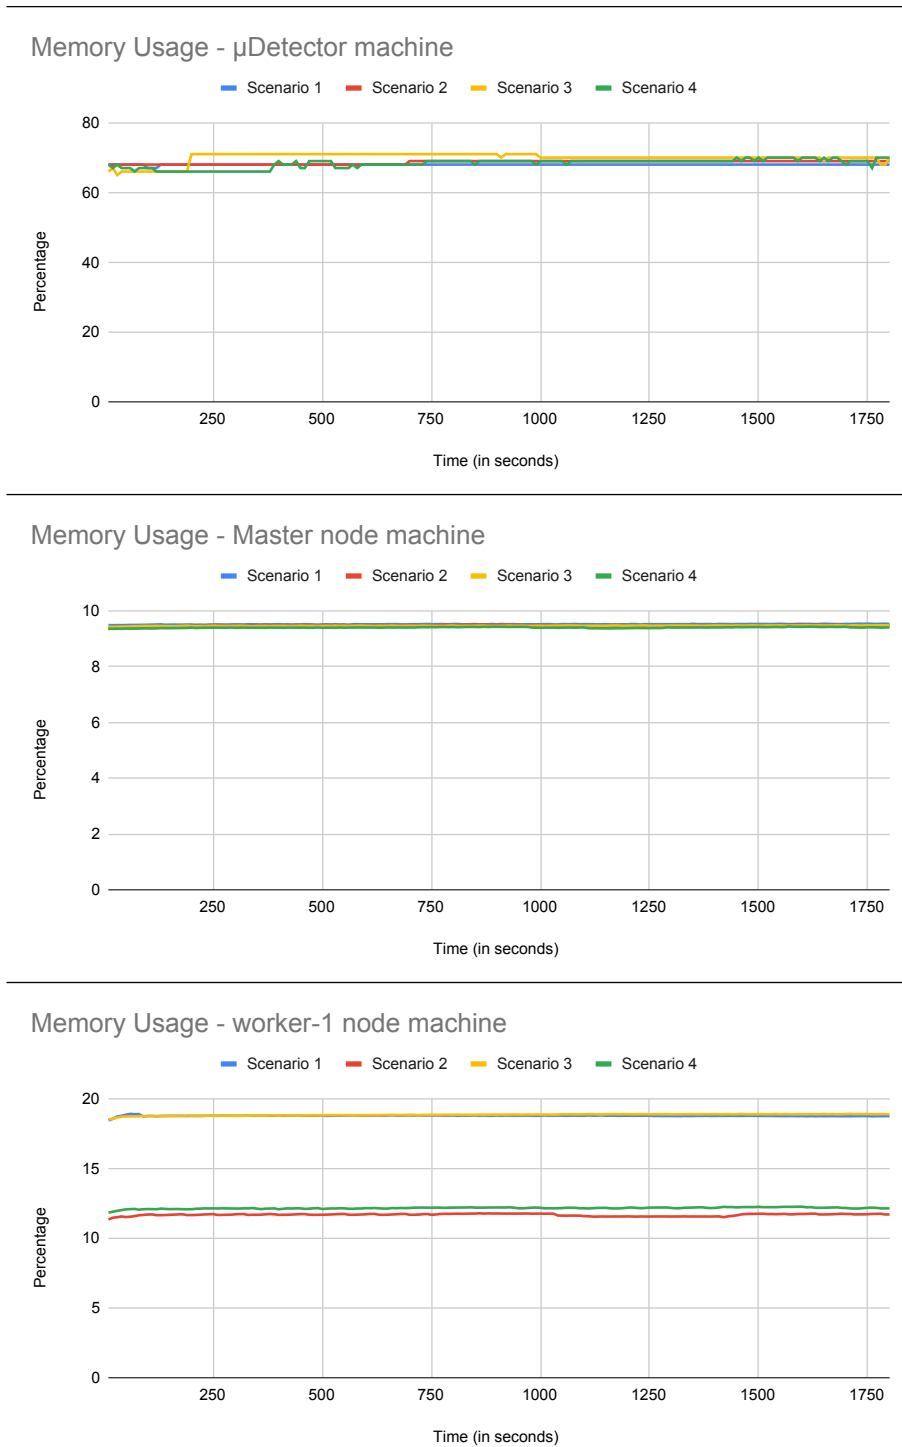 Memory Usage - µDetector machine
Scenario 1 Scenario 2 Scenario 3 Scenario 4
80
60
40
20
0
Percentage
250 500 750 1000 1250 1500 1750
Time (in seconds)
Memory Usage - Master node machine
Scenario 1 Scenario 2 Scenario 3 Scenario 4
10
8
6
4
2
0
Percentage
250 500 750 1000 1250 1500 1750
Time (in seconds)
Memory Usage - worker-1 node machine
Scenario 1 Scenario 2 Scenario 3 Scenario 4
20
15
10
5
0
Percentage
250 500 750 1000 1250 1500 1750
Time (in seconds)